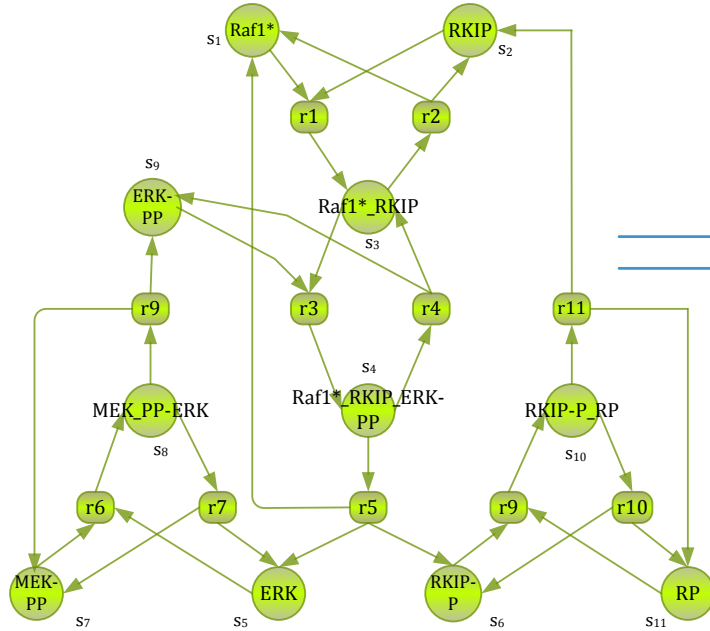 Raf1*
s1
RKIP
s2
r1
r2
s9
ERK-
PP
Raf1*_RKIP
s3
r9
r3
r4
r11
s4
MEK_PP-ERK
s8
Raf1*_RKIP_ERK-
PP
RKIP-P_RP
s10
r6
r7
r5
r9
r10
MEK-
PP
s7
ERK
s5
RKIP-
P
s6
RP
s11